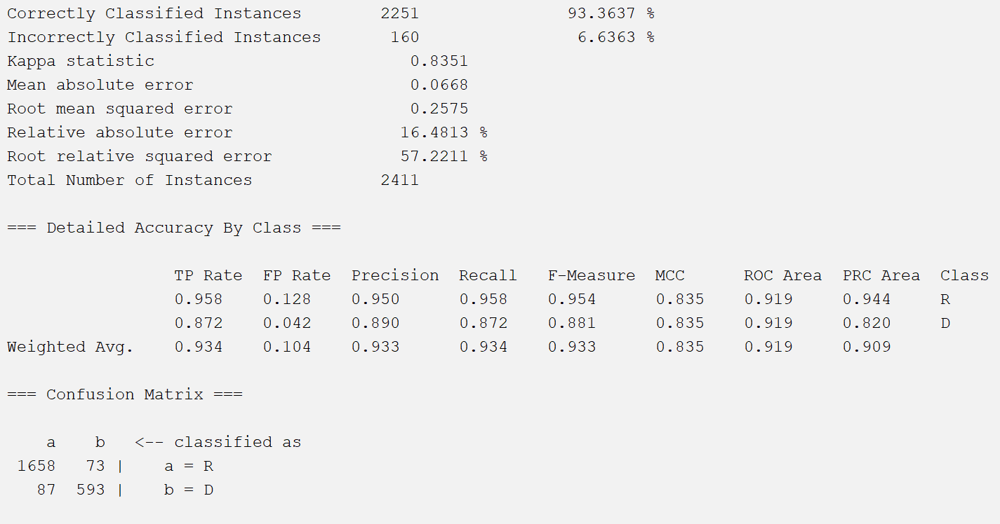 Correctly Classified Instances        2251               93.3637 %
Incorrectly Classified Instances       160                6.6363 %
Kappa statistic                          0.8351
Mean absolute error                      0.0668
Root mean squared error                  0.2575
Relative absolute error                 16.4813 %
Root relative squared error             57.2211 %
Total Number of Instances             2411
=== Detailed Accuracy By Class ===
                 TP Rate  FP Rate  Precision  Recall   F-Measure  MCC      ROC Area  PRC Area  Class
                 0.958    0.128    0.950      0.958    0.954      0.835    0.919     0.944     R
                 0.872    0.042    0.890      0.872    0.881      0.835    0.919     0.820     D
Weighted Avg.    0.934    0.104    0.933      0.934    0.933      0.835    0.919     0.909
=== Confusion Matrix ===
    a    b   <-- classified as
 1658   73 |    a = R
   87  593 |    b = D